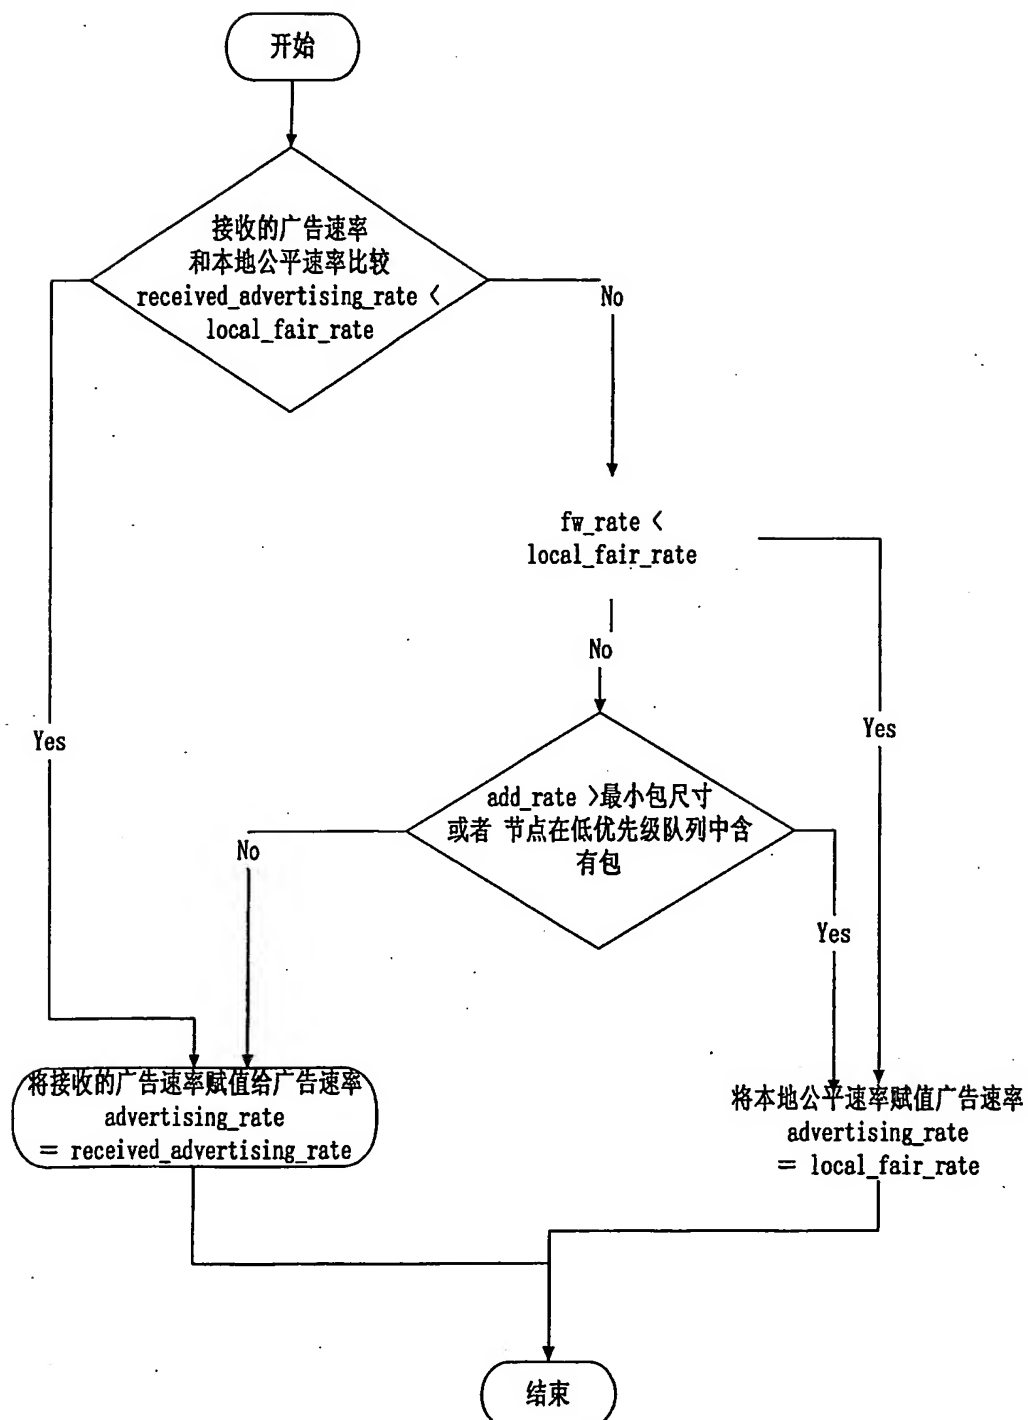 开始
接收的广告速率
和本地公平速率比较
received_advertising_rate <
local_fair_rate
No
fw_rate <
local_fair_rate
No
Yes
Yes
add_rate >最小包尺寸
或者 节点在低优先级队列中含
有包
No
Yes
将接收的广告速率赋值给广告速率
advertising_rate
= received_advertising_rate
将本地公平速率赋值广告速率
advertising_rate
= local_fair_rate
结束